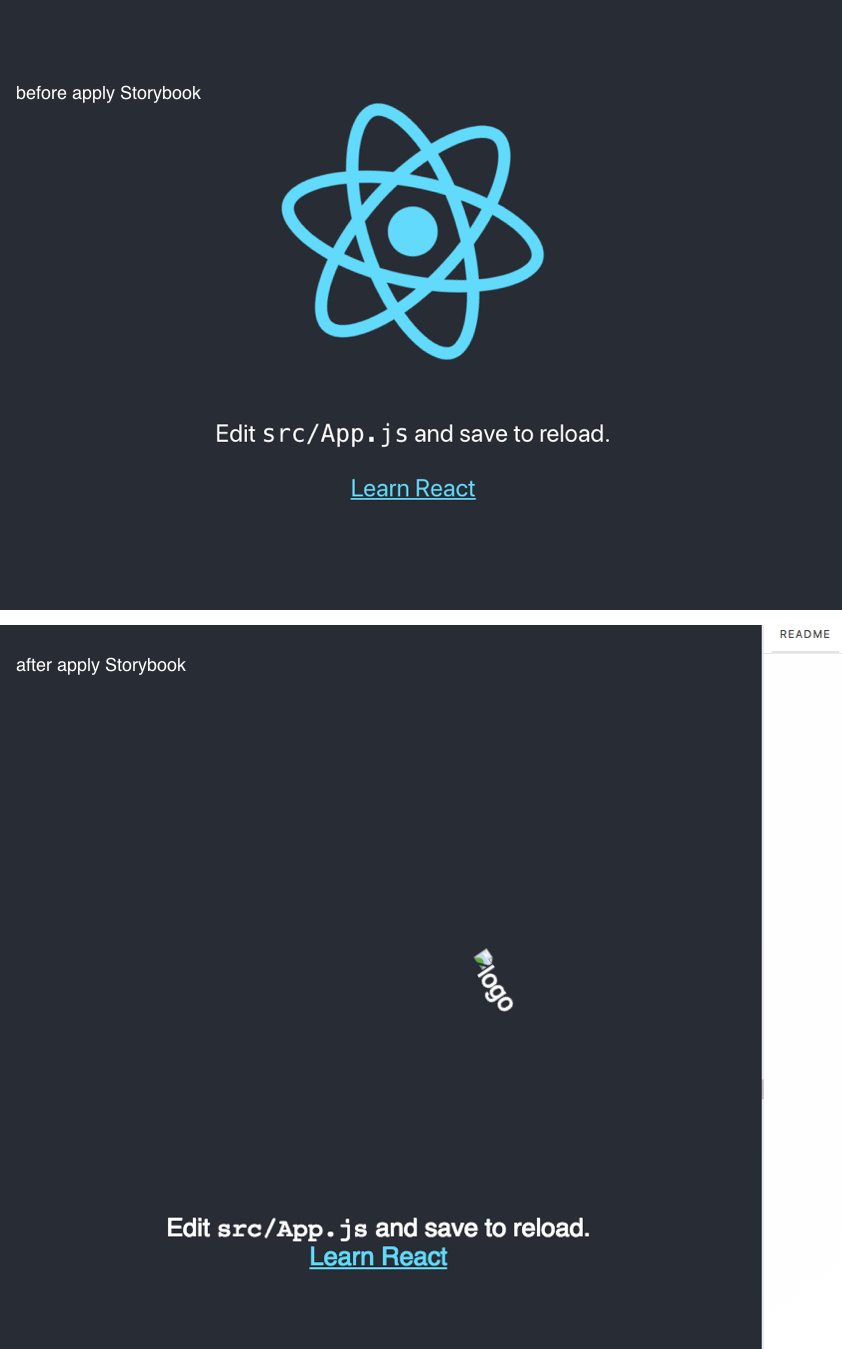 before apply Storybook
Edit src/App.js and save to reload.
Learn React
README
after apply Storybook
logo
Edit src/App.js and save to reload.
Learn React